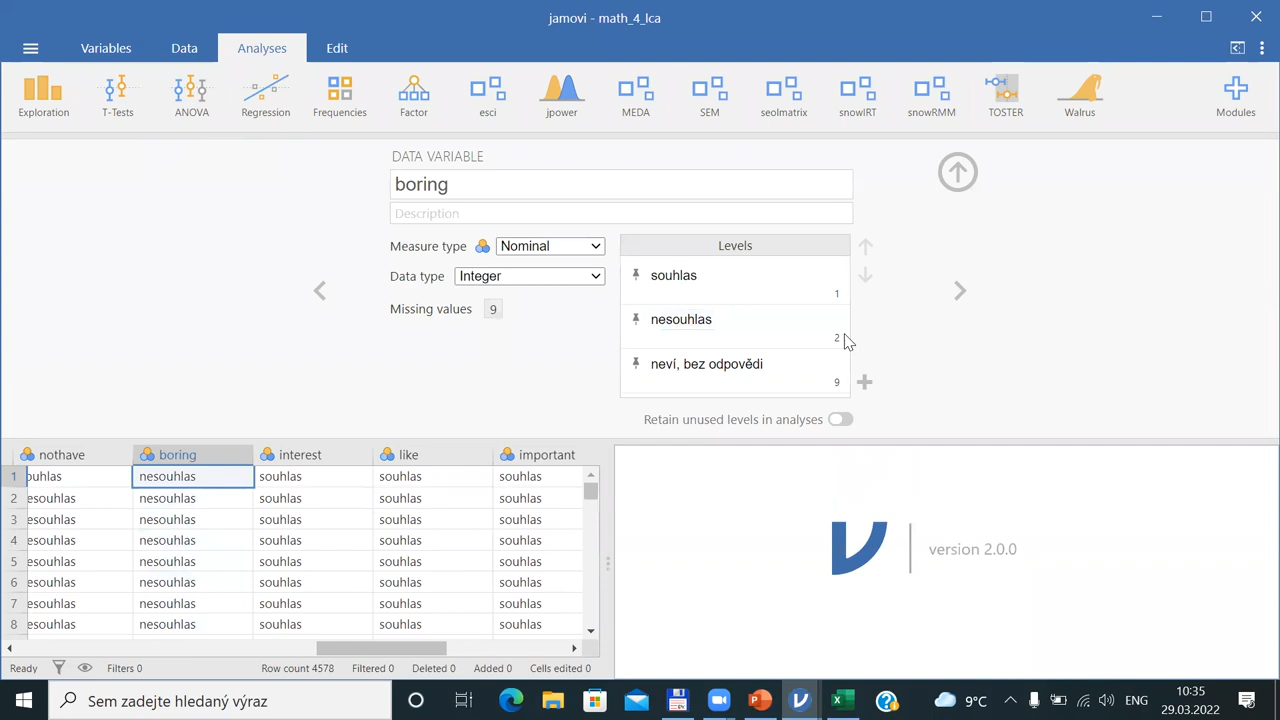 jamovi - math_4_lca
Variables Data Analyses Edit
Exploration T-Tests ANOVA Regression Frequencies Factor esci jpower MEDA SEM seolmatrix snowIRT snowRMM TOSTER Walrus Modules
DATA VARIABLE
boring
Description
Measure type Nominal
Data type Integer
Missing values 9
Levels
souhlas
1
nesouhlas
2
neví, bez odpovědi
9
Retain unused levels in analyses
nothave boring interest like important
1 ouhlas nesouhlas souhlas souhlas souhlas
2 esouhlas nesouhlas souhlas souhlas souhlas
3 esouhlas nesouhlas souhlas souhlas souhlas
4 esouhlas nesouhlas souhlas souhlas souhlas
5 esouhlas nesouhlas souhlas souhlas souhlas
6 esouhlas nesouhlas souhlas souhlas souhlas
7 esouhlas nesouhlas souhlas souhlas souhlas
8 esouhlas nesouhlas souhlas souhlas souhlas
version 2.0.0
Ready Filters 0 Row count 4578 Filtered 0 Deleted 0 Added 0 Cells edited 0
Sem zadejte hledaný výraz
9°C
ENG
10:35
29.03.2022